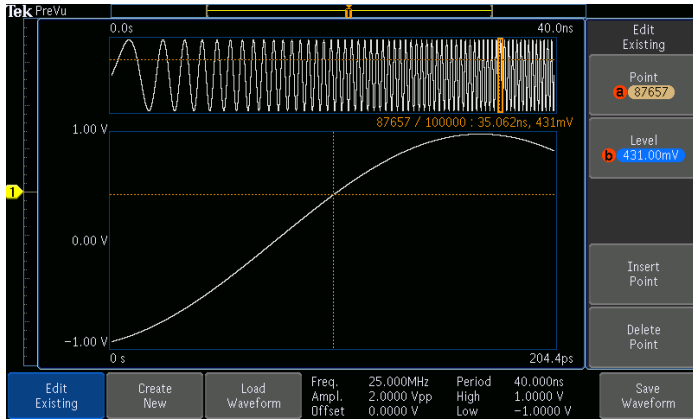 Tek PreVu
T
0.0s 40.0ns
87657 / 100000 : 35.062ns, 431mV
1.00 V
1
0.00 V
−1.00 V
0 s 204.4ps
Edit
Existing
Point
a 87657
Level
b 431.00mV
Insert
Point
Delete
Point
Edit
Existing
Create
New
Load
Waveform
Freq. 25.000MHz Period 40.000ns
Ampl. 2.0000 Vpp High 1.0000 V
Offset 0.0000 V Low −1.0000 V
Save
Waveform